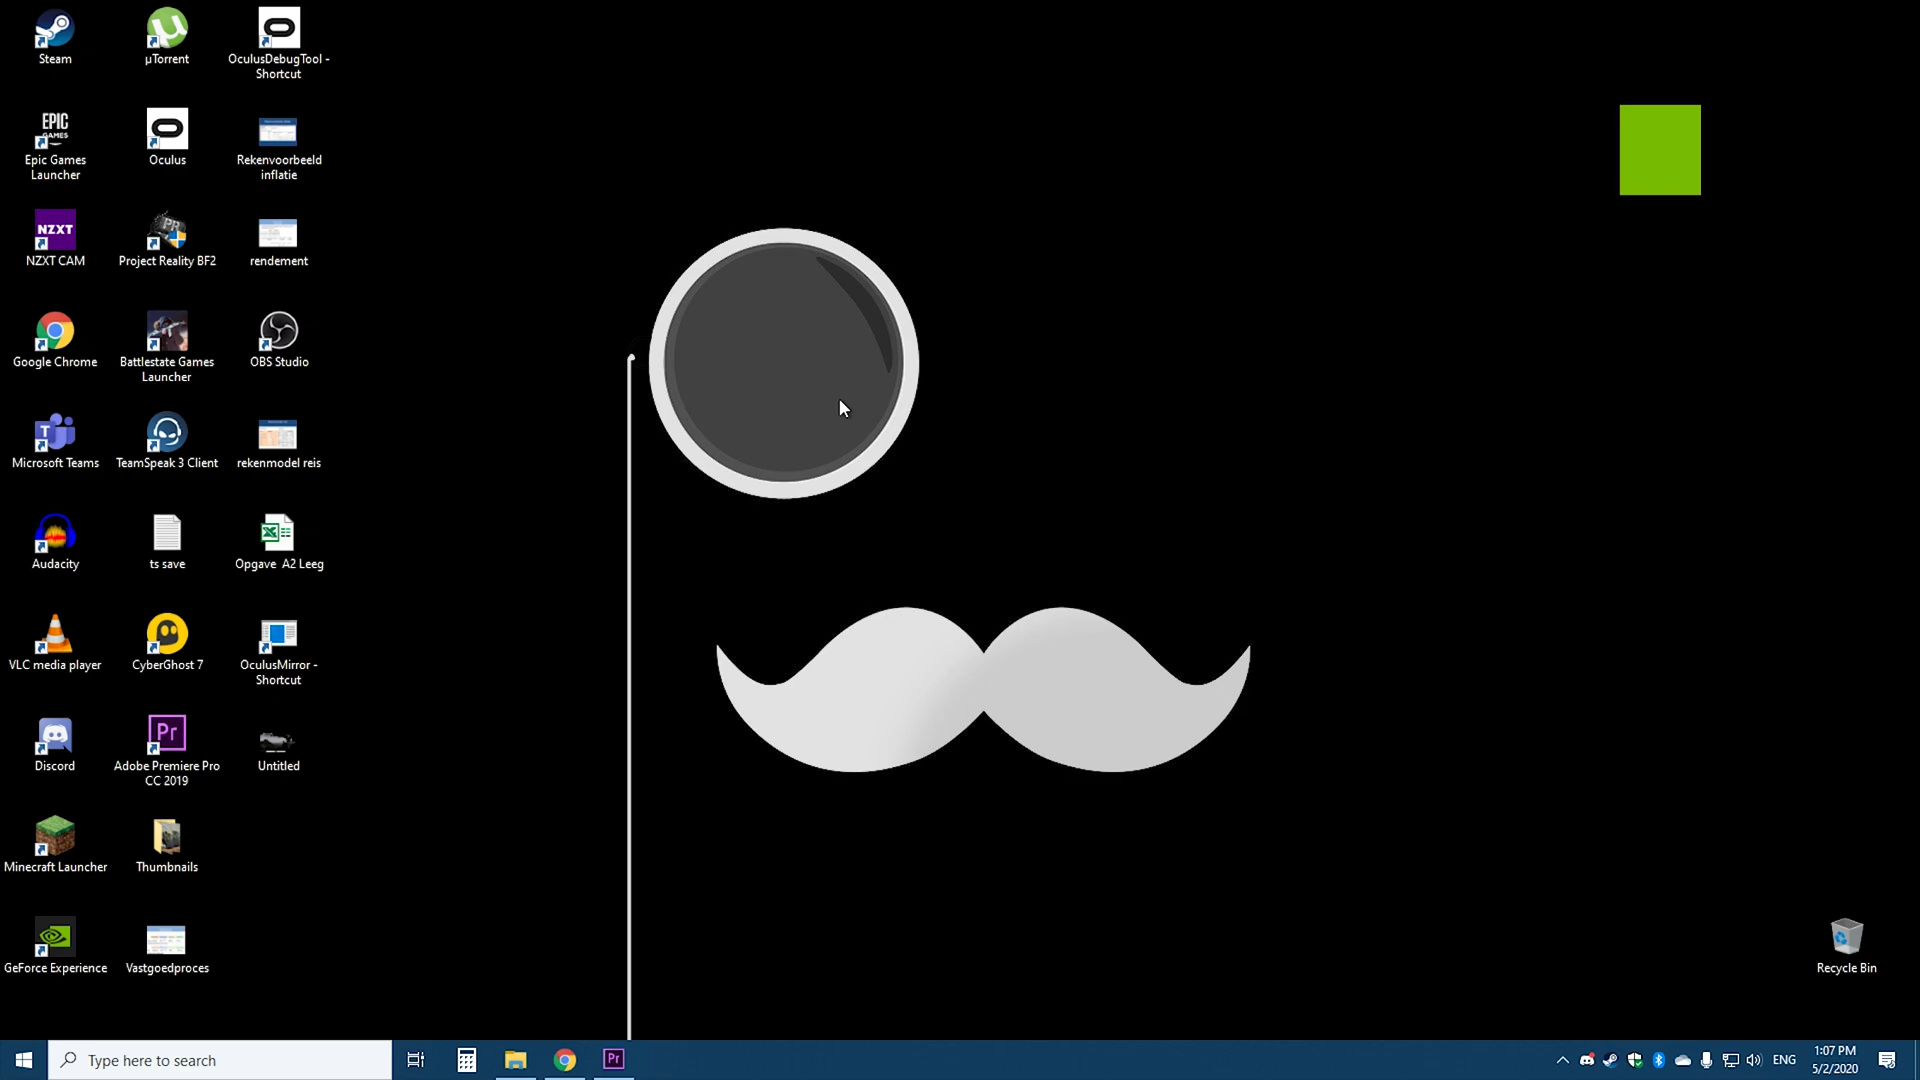 Steam
µTorrent
OculusDebugTool -
Shortcut
EPIC
GAMES
Epic Games
Launcher
Oculus
Rekenvoorbeeld
inflatie
NZXT
NZXT CAM
PR
Project Reality BF2
rendement
Google Chrome
Battlestate Games
Launcher
OBS Studio
T
Microsoft Teams
TeamSpeak 3 Client
rekenmodel reis
Audacity
ts save
Opgave  A2 Leeg
VLC media player
CyberGhost 7
OculusMirror -
Shortcut
Discord
Pr
Adobe Premiere Pro
CC 2019
Untitled
Minecraft Launcher
Thumbnails
GeForce Experience
Vastgoedproces
Recycle Bin
Type here to search
Pr
ENG
1:07 PM
5/2/2020